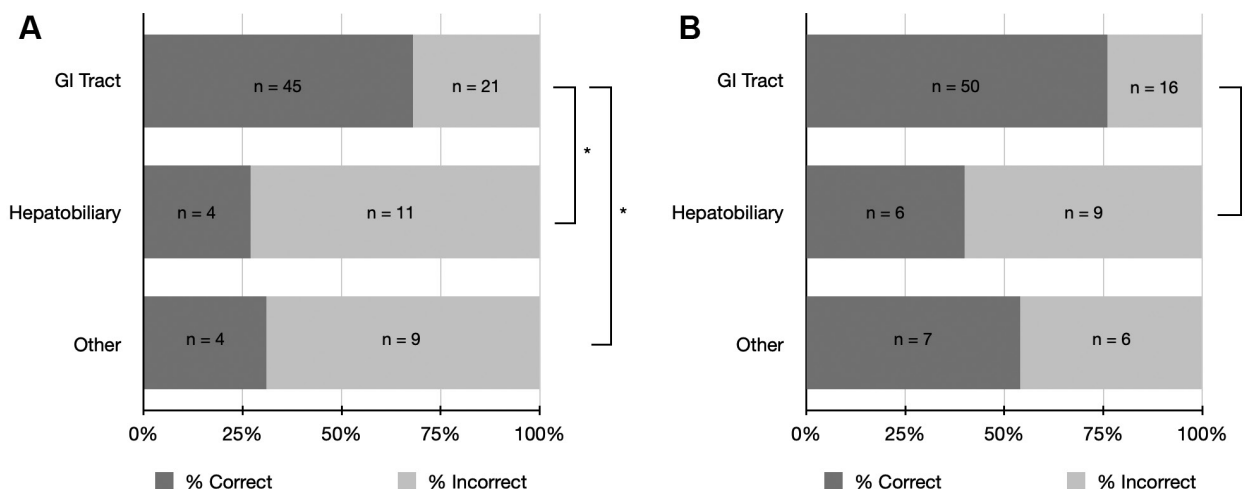 A
GI Tract
n = 45
n = 21
*
Hepatobiliary
n = 4
n = 11
*
Other
n = 4
n = 9
0%
25%
50%
75%
100%
% Correct
% Incorrect
B
GI Tract
n = 50
n = 16
Hepatobiliary
n = 6
n = 9
Other
n = 7
n = 6
0%
25%
50%
75%
100%
% Correct
% Incorrect